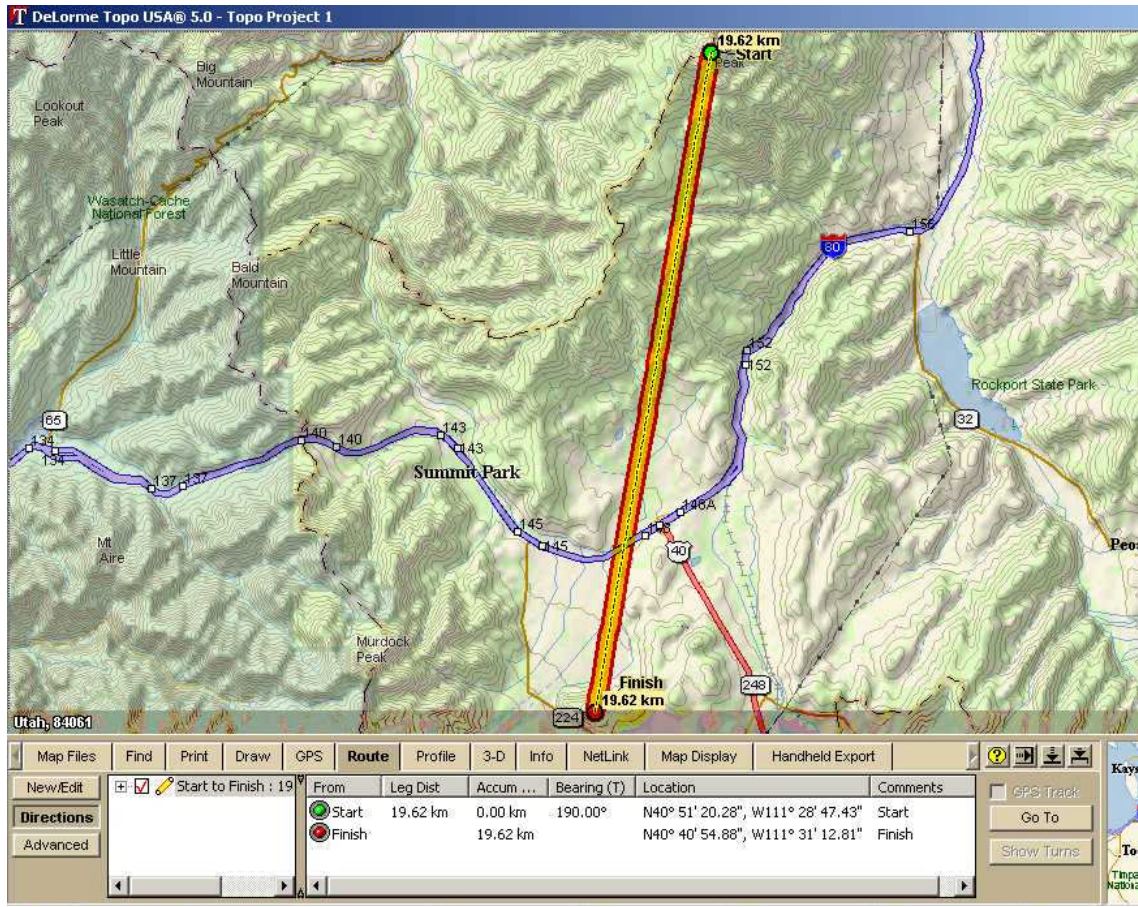 DeLorme Topo USA® 5.0 - Topo Project 1
19.62 km
Start
Peak
Big
Mountain
Lookout
Peak
Wasatch-Cache
National Forest
Little
Mountain
Bald
Mountain
80
156
152
152
Rockport State Park
65
32
134
134
140
140
143
143
137
137
Summit Park
146A
145
145
40
Mt
Aire
Murdock
Peak
Finish
19.62 km
248
224
Utah, 84061
Map Files Find Print Draw GPS Route Profile 3-D Info NetLink Map Display Handheld Export
New/Edit
Directions
Advanced
Start to Finish : 19
From Leg Dist Accum ... Bearing (T) Location Comments
Start 19.62 km 0.00 km 190.00° N40° 51' 20.28", W111° 28' 47.43" Start
Finish 19.62 km N40° 40' 54.88", W111° 31' 12.81" Finish
GPS Track
Go To
Show Turns